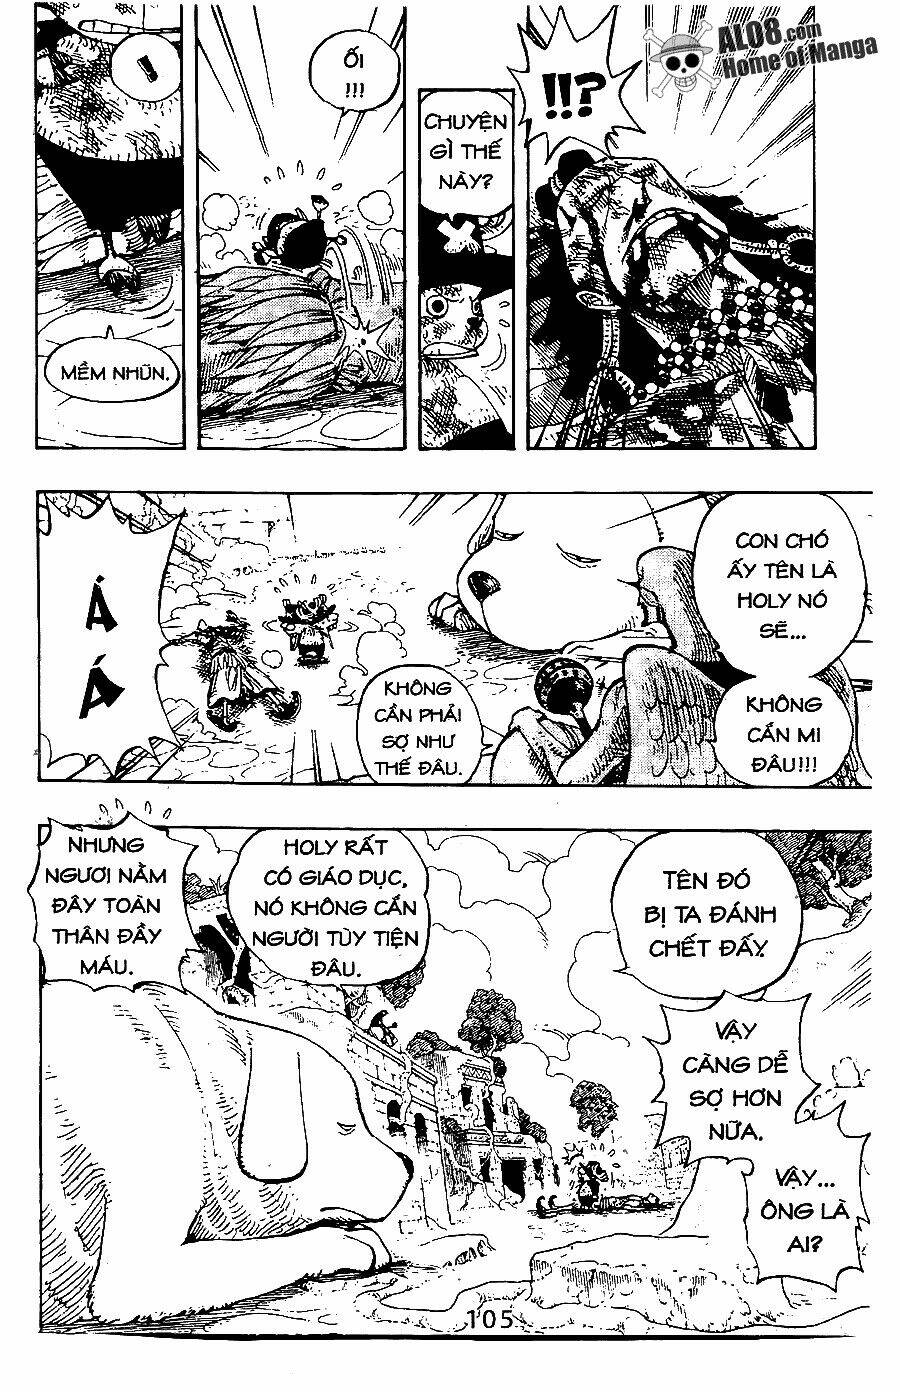 AL08.com
Home of Manga
!!?
CHUYỆN
GÌ THẾ
NÀY?
ỐI
!!!
!
MỀM NHŨN.
CON CHÓ
ẤY TÊN LÀ
HOLY NÓ
SẼ...
KHÔNG
CẮN MI
ĐÂU!!!
KHÔNG
CẦN PHẢI
SỢ NHƯ
THẾ ĐÂU.
Á
Á
TÊN ĐÓ
BỊ TA ĐÁNH
CHẾT ĐẤY.
VẬY
CÀNG DỄ
SỢ HƠN
NỮA.
VẬY...
ÔNG LÀ
AI?
HOLY RẤT
CÓ GIÁO DỤC,
NÓ KHÔNG CẮN
NGƯỜI TÙY TIỆN
ĐÂU.
NHƯNG
NGƯƠI NẰM
ĐÂY TOÀN
THÂN ĐẦY
MÁU.
105